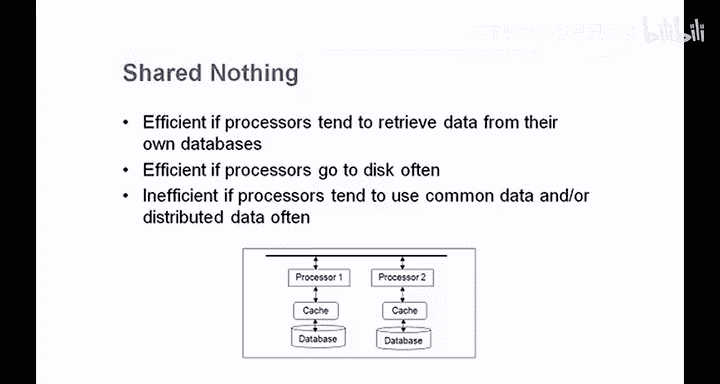 bilibili
Shared Nothing
• Efficient if processors tend to retrieve data from their
own databases
• Efficient if processors go to disk often
• Inefficient if processors tend to use common data and/or
distributed data often
Processor 1
Processor 2
Cache
Cache
Database
Database